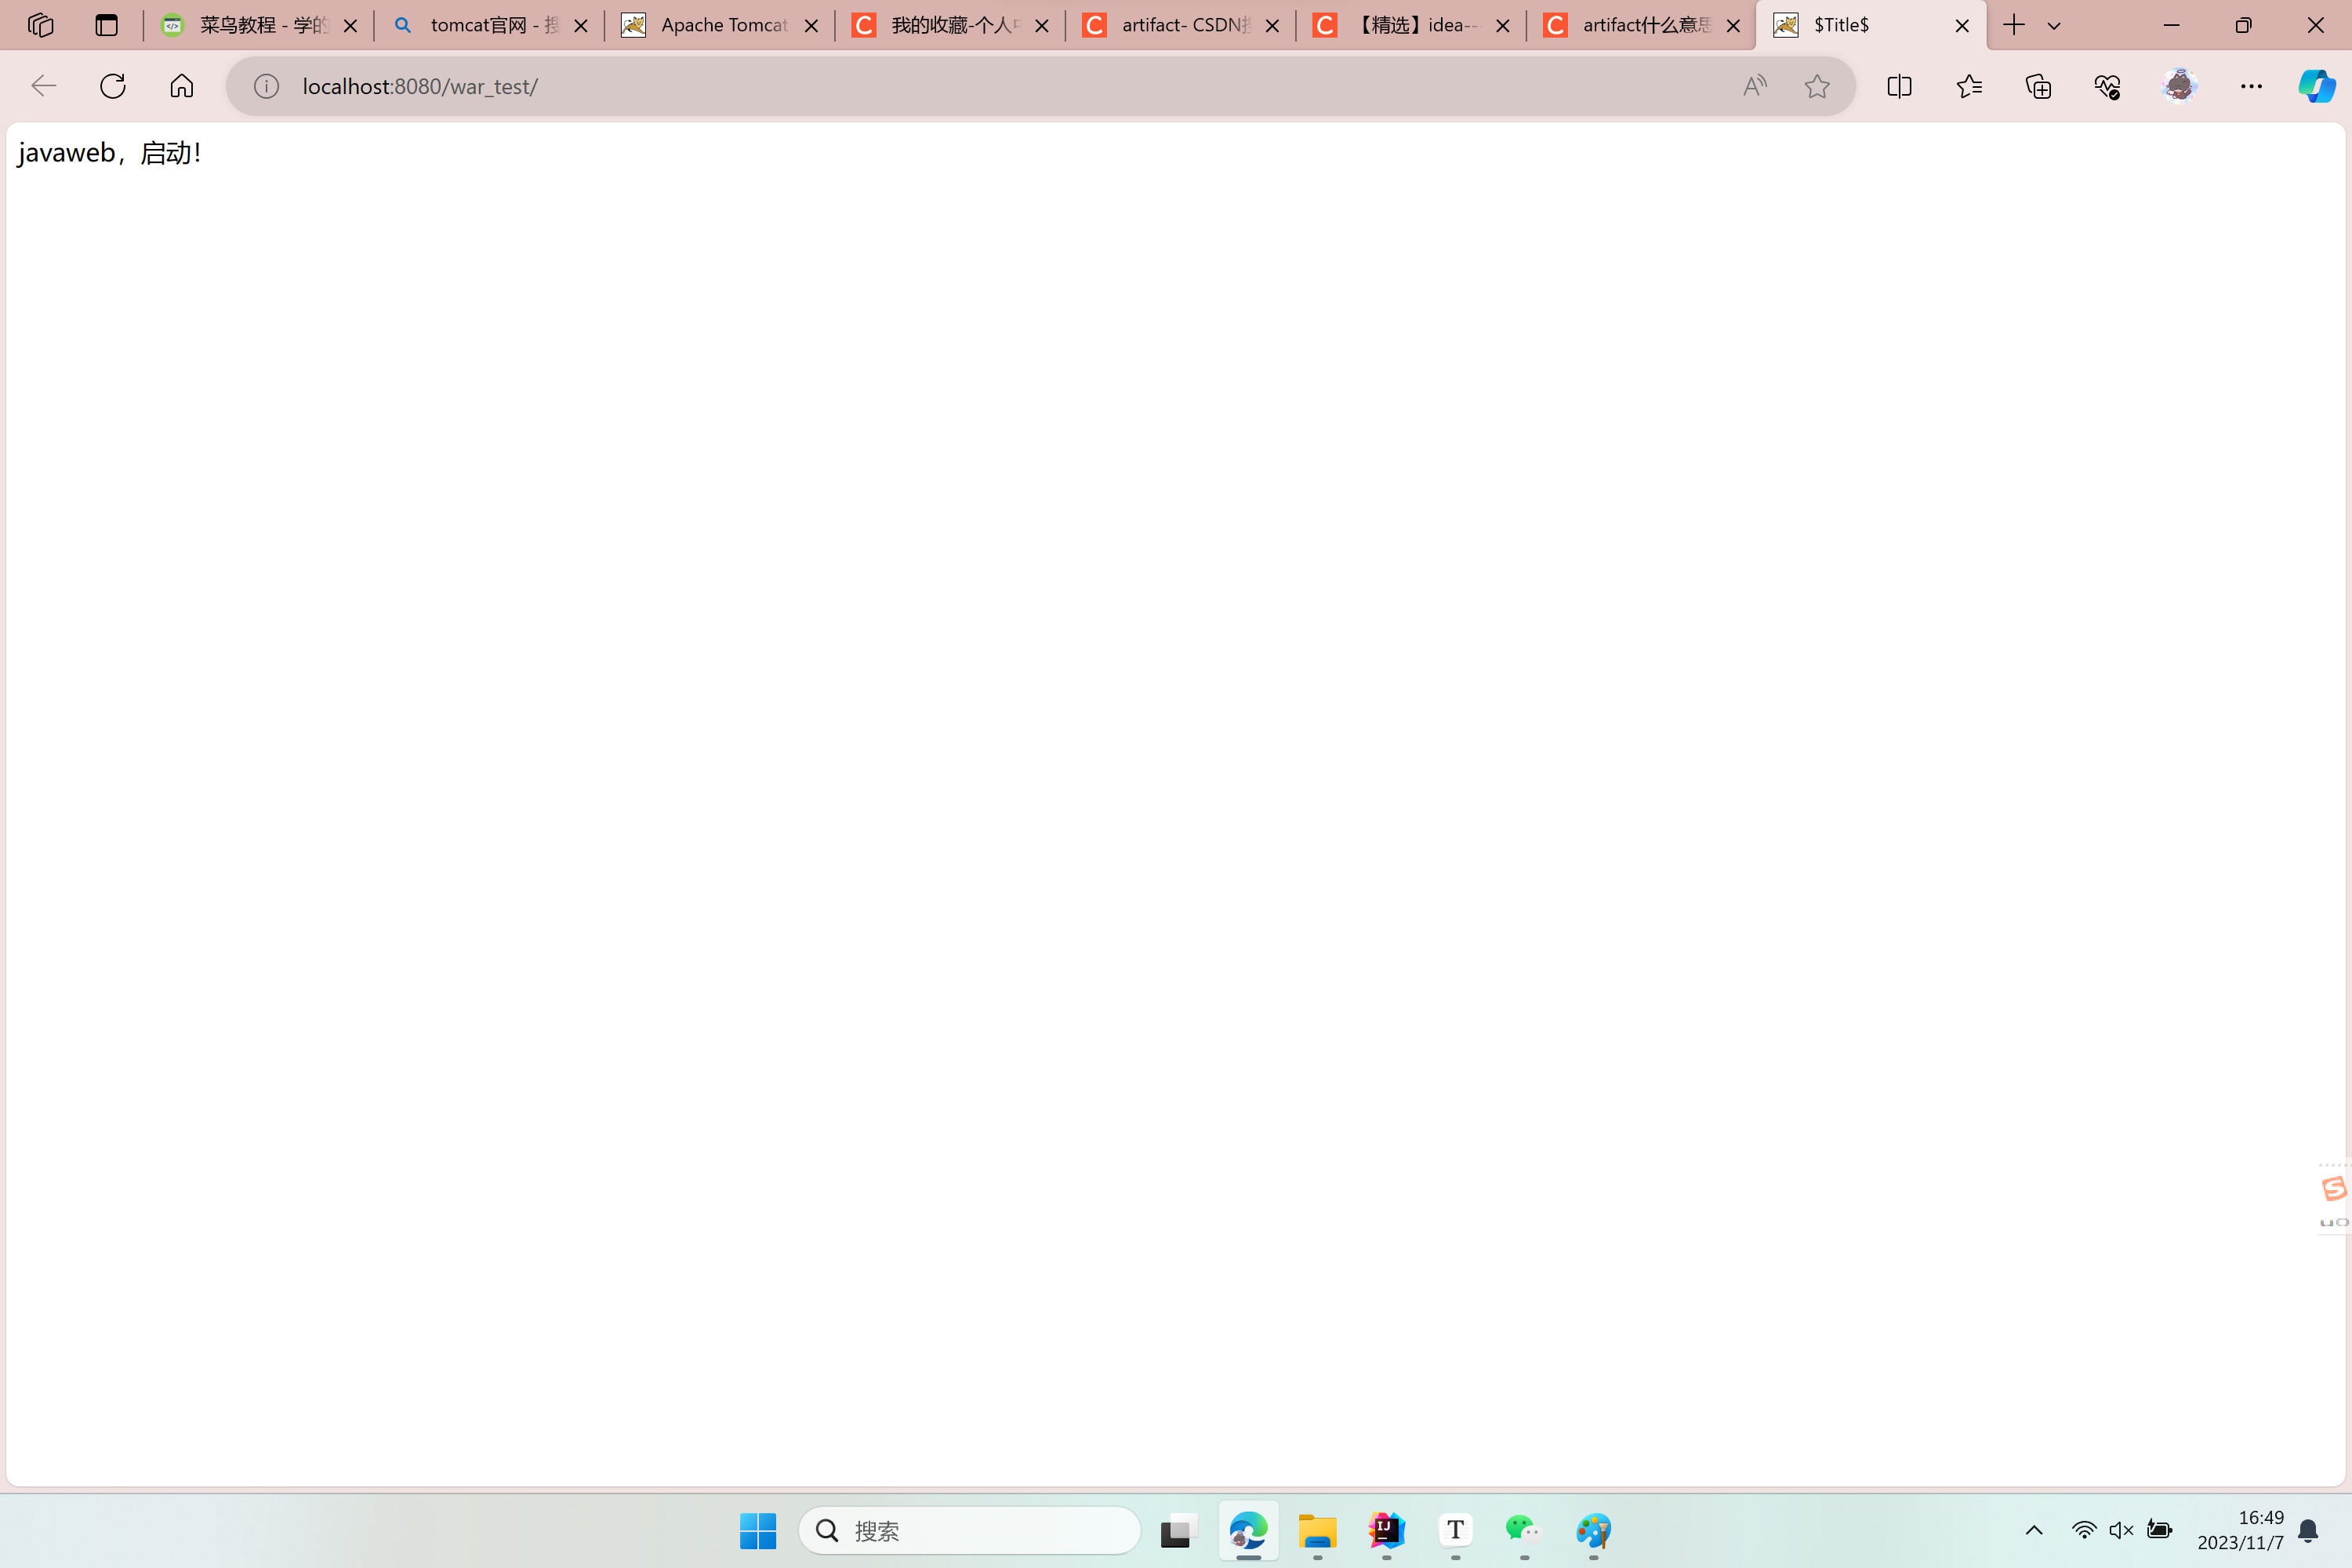 菜鸟教程 - 学的
tomcat官网 - 搜
Apache Tomcat
我的收藏-个人中
artifact- CSDN搜
【精选】idea--
artifact什么意思
$Title$
localhost:8080/war_test/
javaweb，启动！
搜索
16:49
2023/11/7